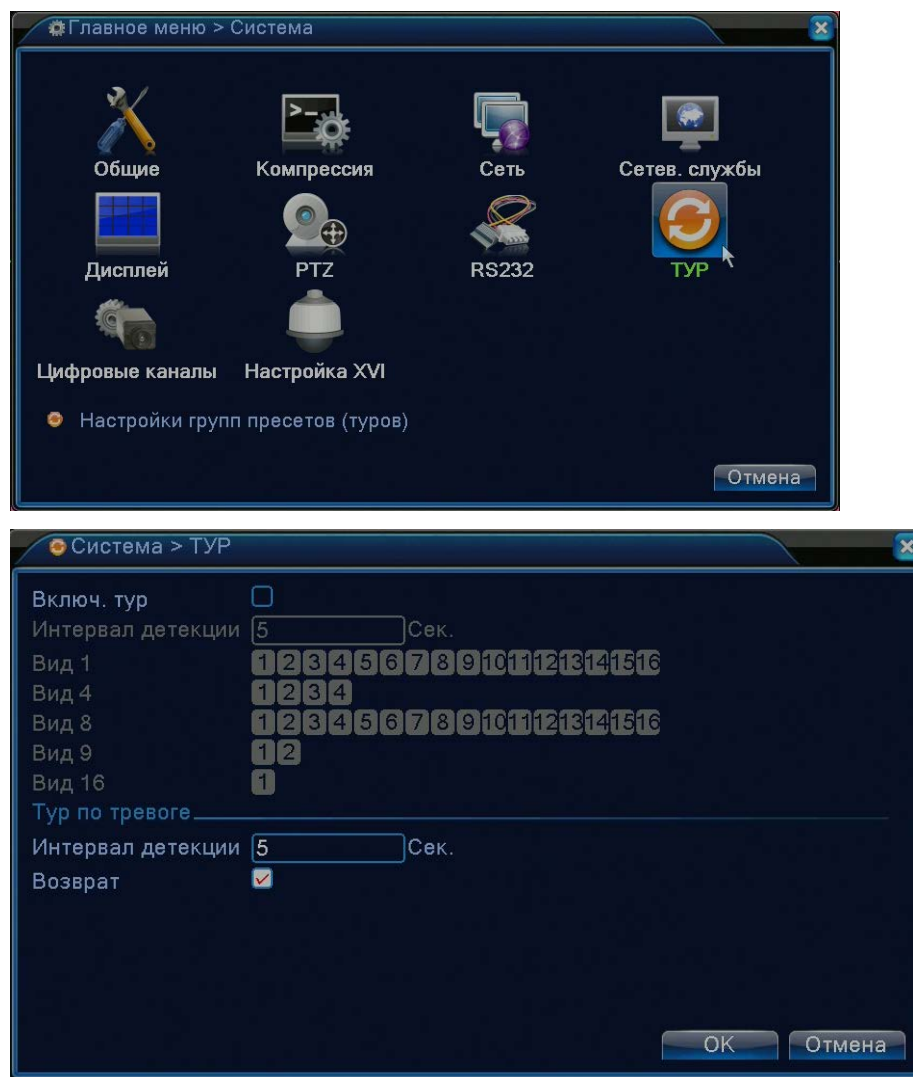 Главное меню > Система
Общие
Компрессия
Сеть
Сетев. службы
Дисплей
PTZ
RS232
ТУР
Цифровые каналы
Настройка XVI
Настройки групп пресетов (туров)
Отмена
Система > ТУР
Включ. тур
Интервал детекции 5 Сек.
Вид 1 1 2 3 4 5 6 7 8 9 10 11 12 13 14 15 16
Вид 4 1 2 3 4
Вид 8 1 2 3 4 5 6 7 8 9 10 11 12 13 14 15 16
Вид 9 1 2
Вид 16 1
Тур по тревоге
Интервал детекции 5 Сек.
Возврат
OK Отмена